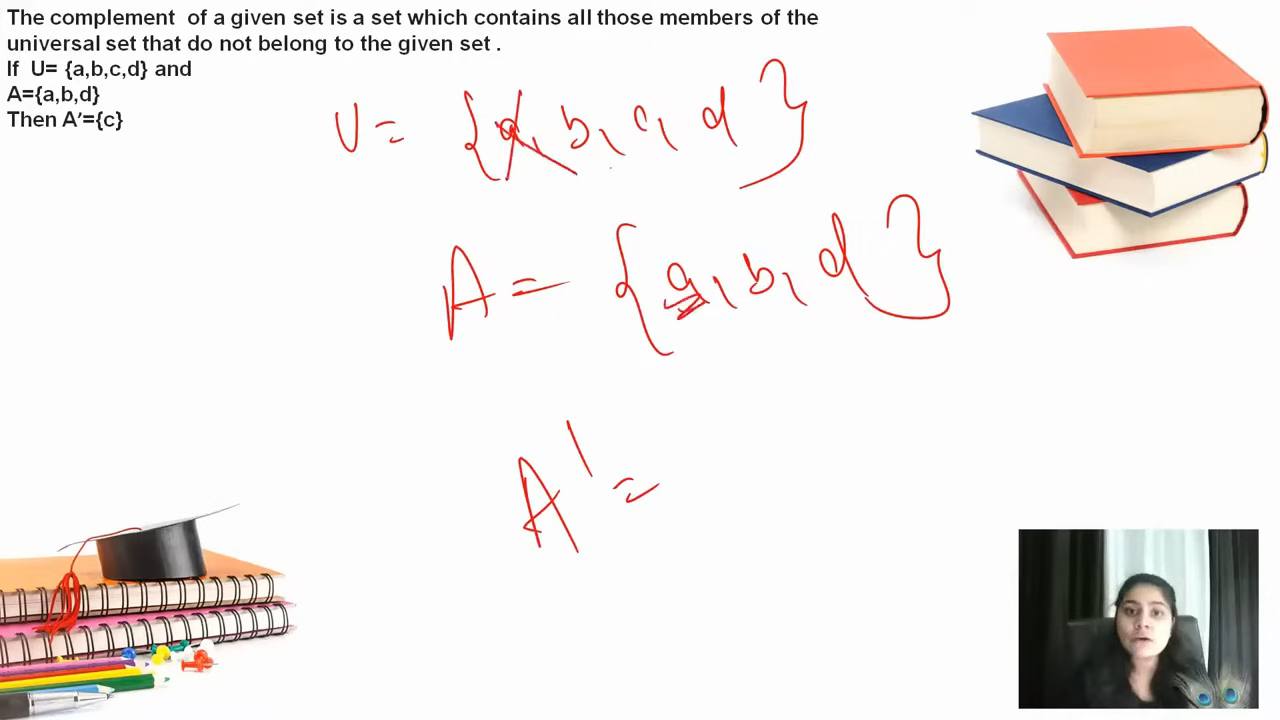 The complement of a given set is a set which contains all those members of the
universal set that do not belong to the given set .
If U= {a,b,c,d} and
A={a,b,d}
Then A′={c}
U = {a, b, c, d}
A = {a, b, d}
A' =